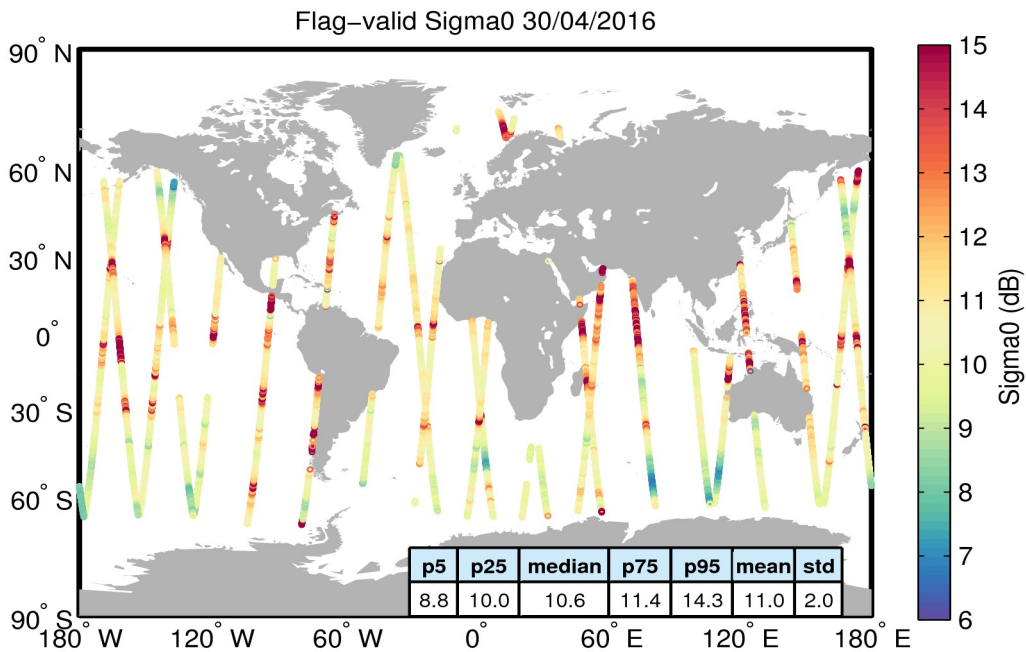 Flag−valid Sigma0 30/04/2016
90° N
60° N
30° N
0°
30° S
60° S
90° S
180° W
120° W
60° W
0°
60° E
120° E
180° E
p5 p25 median p75 p95 mean std
8.8 10.0 10.6 11.4 14.3 11.0 2.0
15
14
13
12
11
10
9
8
7
6
Sigma0 (dB)